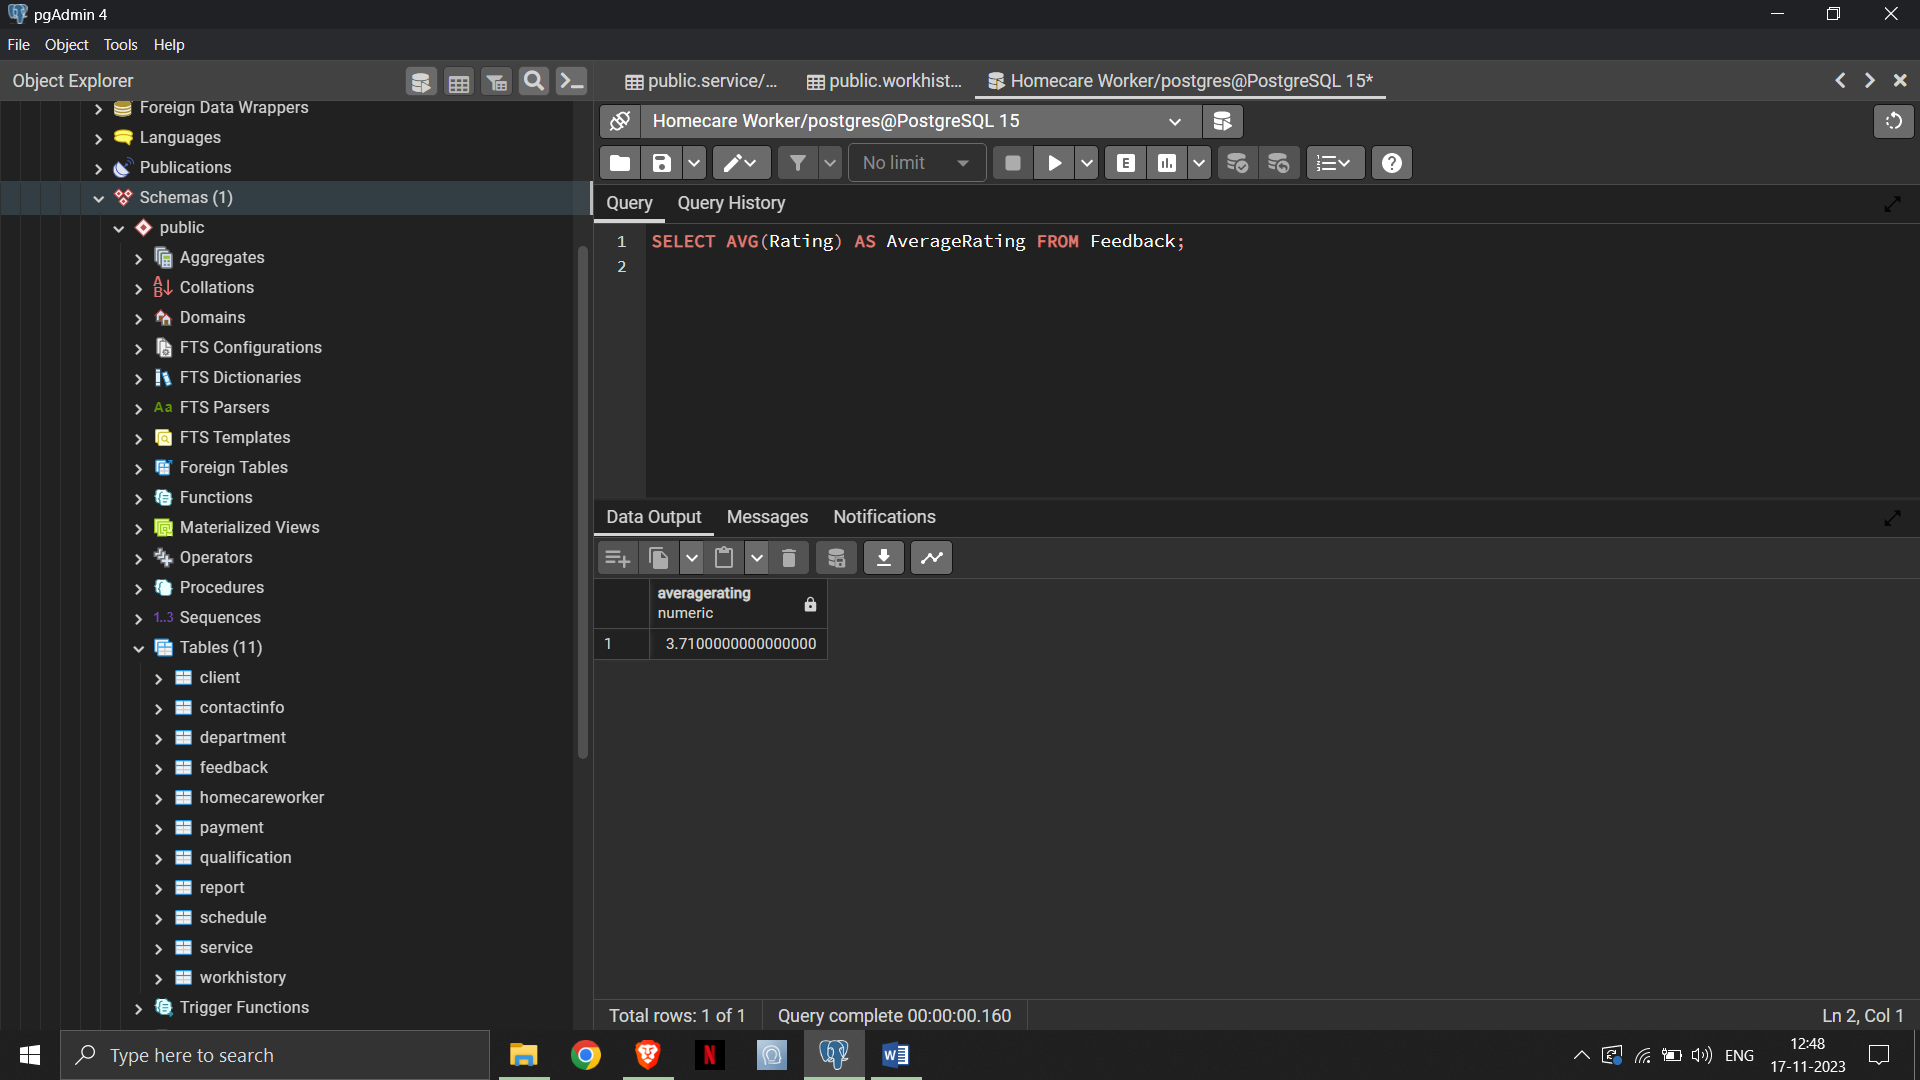 pgAdmin 4
File Object Tools Help
Object Explorer
public.service/...
public.workhist...
Homecare Worker/postgres@PostgreSQL 15*
Foreign Data Wrappers
Languages
Publications
Schemas (1)
public
Aggregates
Collations
Domains
FTS Configurations
FTS Dictionaries
Aa FTS Parsers
FTS Templates
Foreign Tables
Functions
Materialized Views
Operators
Procedures
1..3 Sequences
Tables (11)
client
contactinfo
department
feedback
homecareworker
payment
qualification
report
schedule
service
workhistory
Trigger Functions
Homecare Worker/postgres@PostgreSQL 15
No limit
E
Query Query History
1 SELECT AVG(Rating) AS AverageRating FROM Feedback;
2
Data Output Messages Notifications
averagerating
numeric
1 3.7100000000000000
Total rows: 1 of 1 Query complete 00:00:00.160 Ln 2, Col 1
Type here to search
N
W
ENG
12:48
17-11-2023